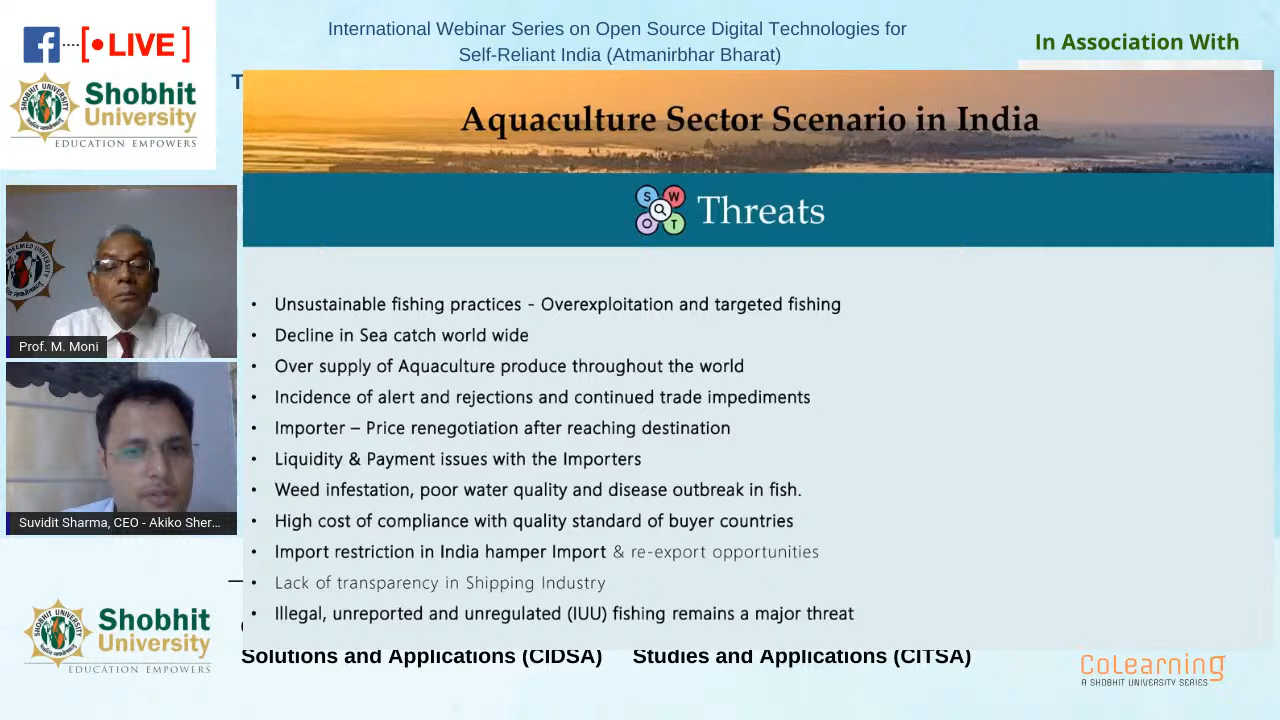 International Webinar Series on Open Source Digital Technologies for
Self-Reliant India (Atmanirbhar Bharat)
In Association With
LIVE
Shobhit
University
EDUCATION EMPOWERS
T
Aquaculture Sector Scenario in India
S W O T
Threats
Prof. M. Moni
Suvidit Sharma, CEO - Akiko Sher…
• Unsustainable fishing practices - Overexploitation and targeted fishing
• Decline in Sea catch world wide
• Over supply of Aquaculture produce throughout the world
• Incidence of alert and rejections and continued trade impediments
• Importer – Price renegotiation after reaching destination
• Liquidity & Payment issues with the Importers
• Weed infestation, poor water quality and disease outbreak in fish.
• High cost of compliance with quality standard of buyer countries
• Import restriction in India hamper Import & re-export opportunities
• Lack of transparency in Shipping Industry
• Illegal, unreported and unregulated (IUU) fishing remains a major threat
Shobhit
University
EDUCATION EMPOWERS
Solutions and Applications (CIDSA) Studies and Applications (CITSA)
CoLearning
A SHOBHIT UNIVERSITY SERIES